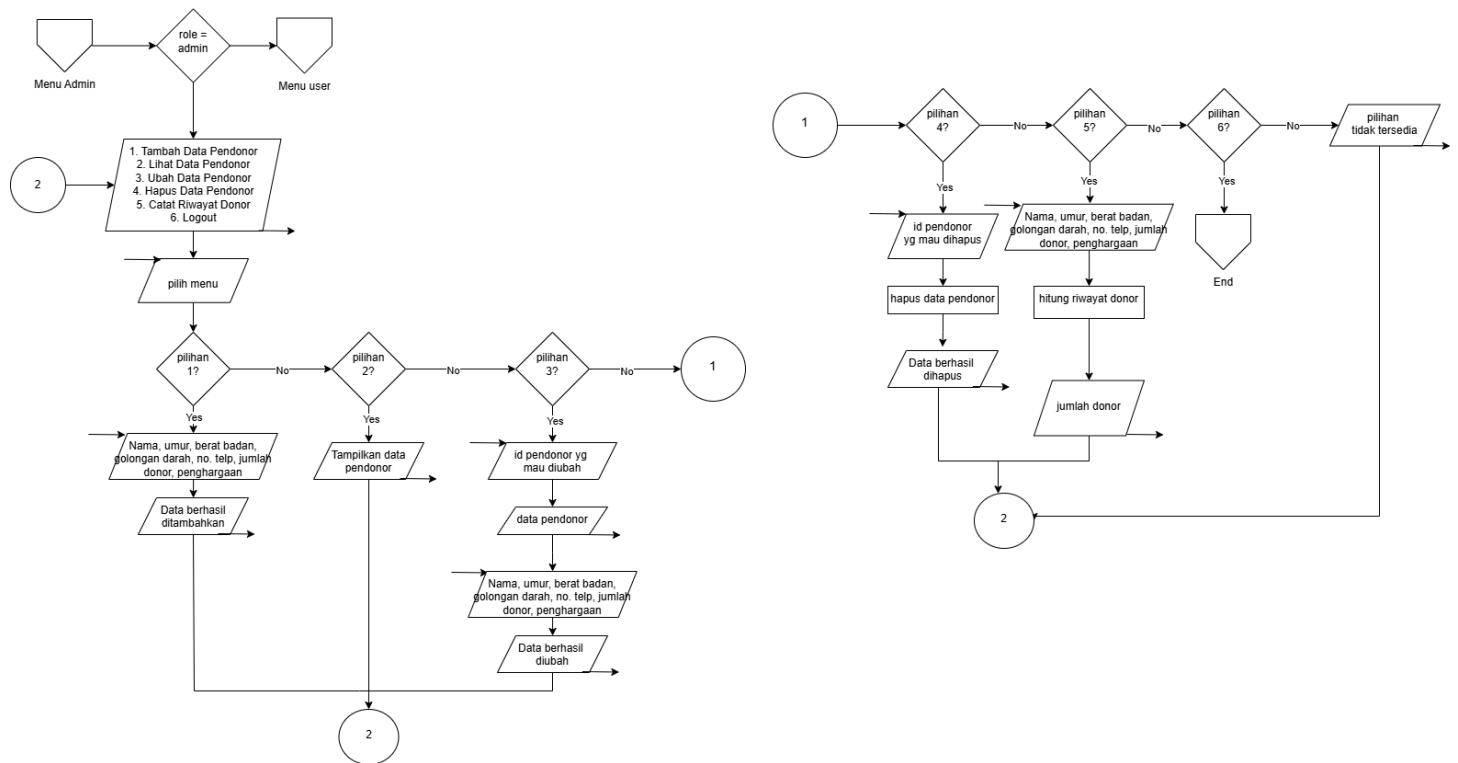 role =
admin
Menu Admin
Menu user
2
1. Tambah Data Pendonor
2. Lihat Data Pendonor
3. Ubah Data Pendonor
4. Hapus Data Pendonor
5. Catat Riwayat Donor
6. Logout
pilih menu
pilihan
1?
No
pilihan
2?
No
pilihan
3?
No
1
Yes
Yes
Yes
Nama, umur, berat badan,
golongan darah, no. telp, jumlah
donor, penghargaan
Tampilkan data
pendonor
id pendonor yg
mau diubah
Data berhasil
ditambahkan
data pendonor
Nama, umur, berat badan,
golongan darah, no. telp, jumlah
donor, penghargaan
Data berhasil
diubah
2
1
pilihan
4?
No
pilihan
5?
No
pilihan
6?
No
pilihan
tidak tersedia
Yes
Yes
Yes
id pendonor
yg mau dihapus
Nama, umur, berat badan,
golongan darah, no. telp, jumlah
donor, penghargaan
End
hapus data pendonor
hitung riwayat donor
Data berhasil
dihapus
jumlah donor
2